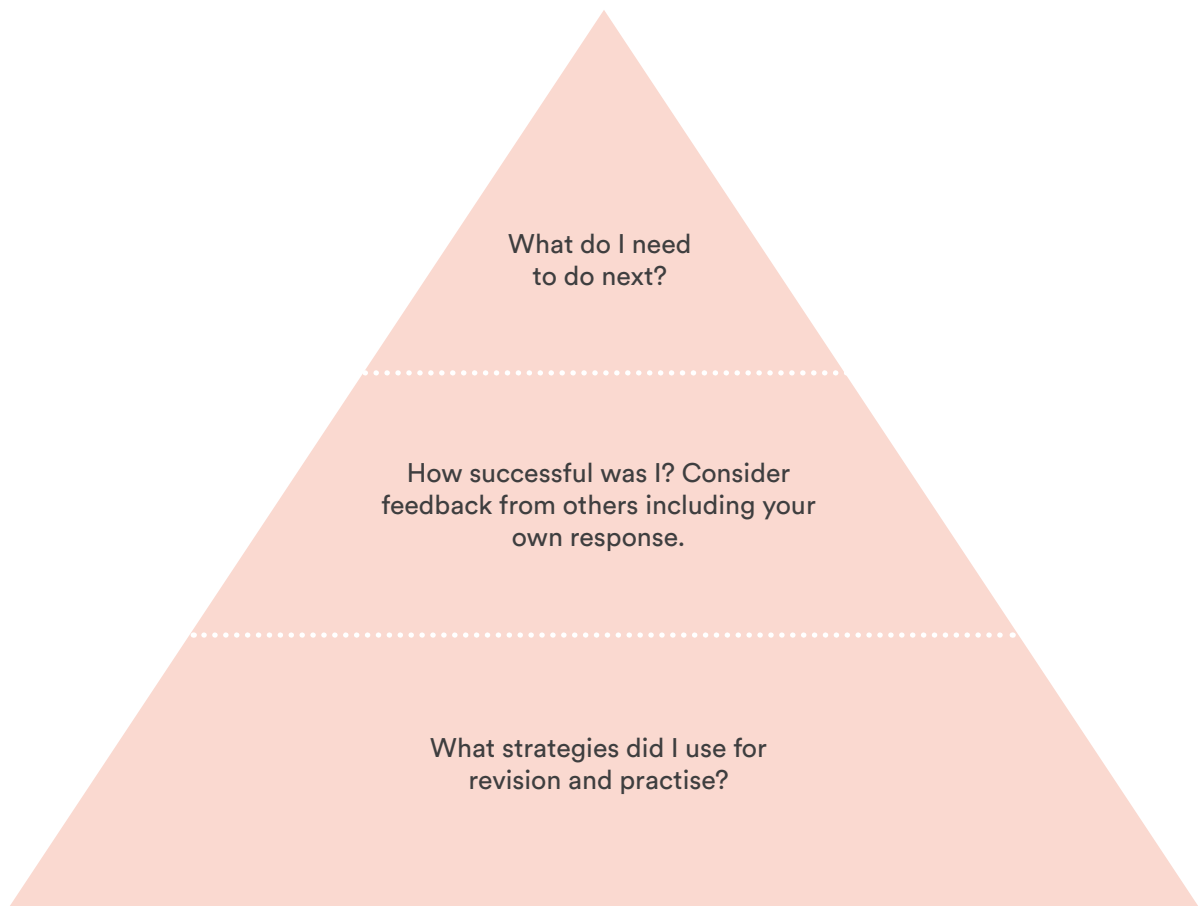 What do I need
to do next?
How successful was I? Consider
feedback from others including your
own response.
What strategies did I use for
revision and practise?